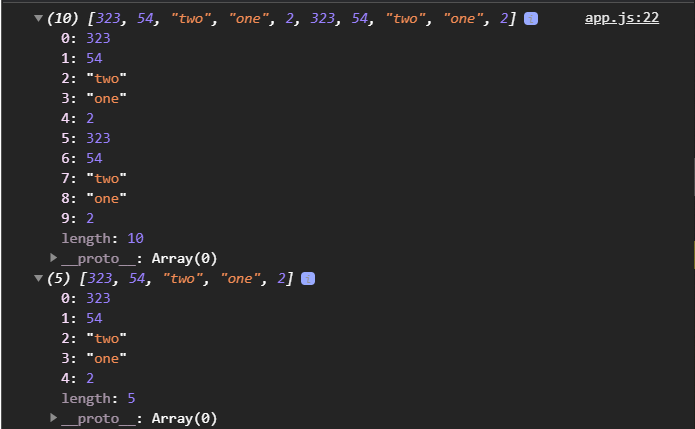 (10) [323, 54, "two", "one", 2, 323, 54, "two", "one", 2] i app.js:22
0: 323
1: 54
2: "two"
3: "one"
4: 2
5: 323
6: 54
7: "two"
8: "one"
9: 2
length: 10
__proto__: Array(0)
(5) [323, 54, "two", "one", 2] i
0: 323
1: 54
2: "two"
3: "one"
4: 2
length: 5
__proto__: Array(0)